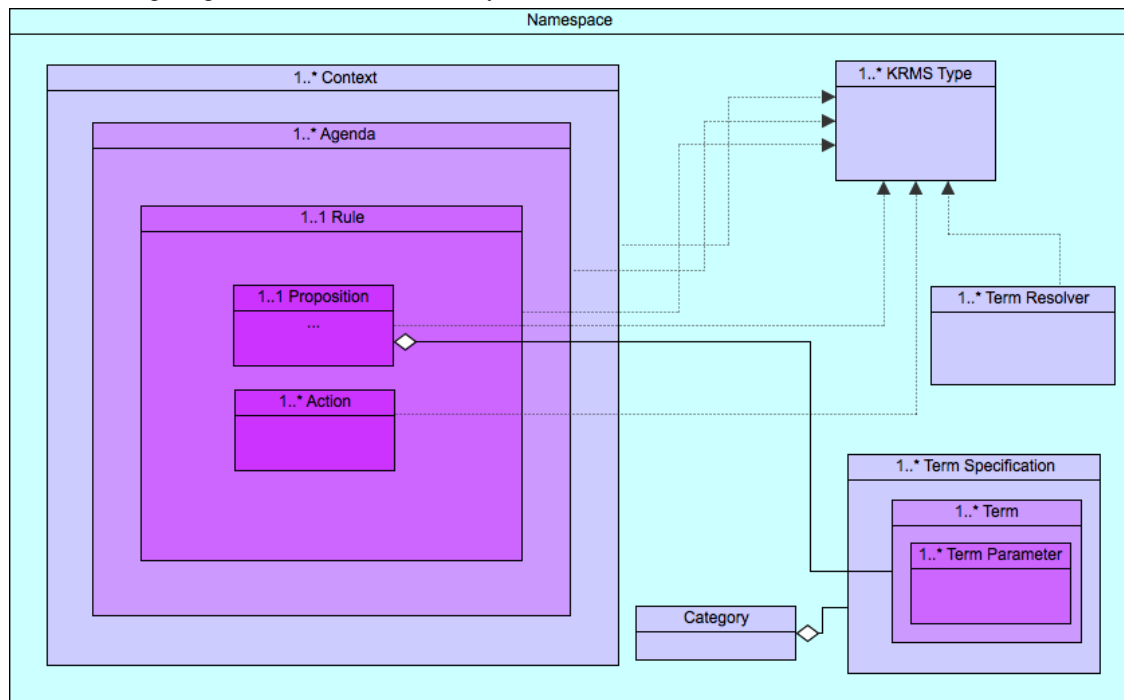 Namespace
1..* Context
1..* KRMS Type
1..* Agenda
1..1 Rule
1..1 Proposition
...
1..* Term Resolver
1..* Action
1..* Term Specification
1..* Term
1..* Term Parameter
Category